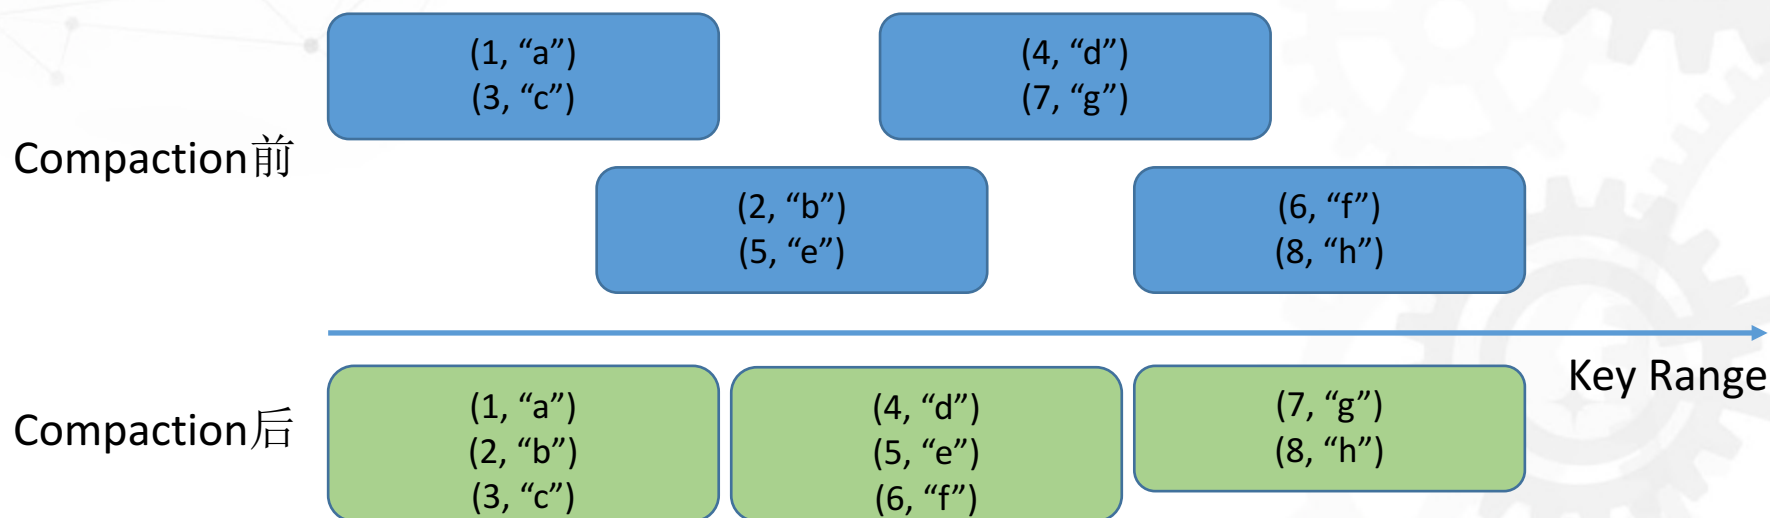 (1, “a”)
(3, “c”)
(4, “d”)
(7, “g”)
Compaction前
(2, “b”)
(5, “e”)
(6, “f”)
(8, “h”)
Key Range
Compaction后
(1, “a”)
(2, “b”)
(3, “c”)
(4, “d”)
(5, “e”)
(6, “f”)
(7, “g”)
(8, “h”)